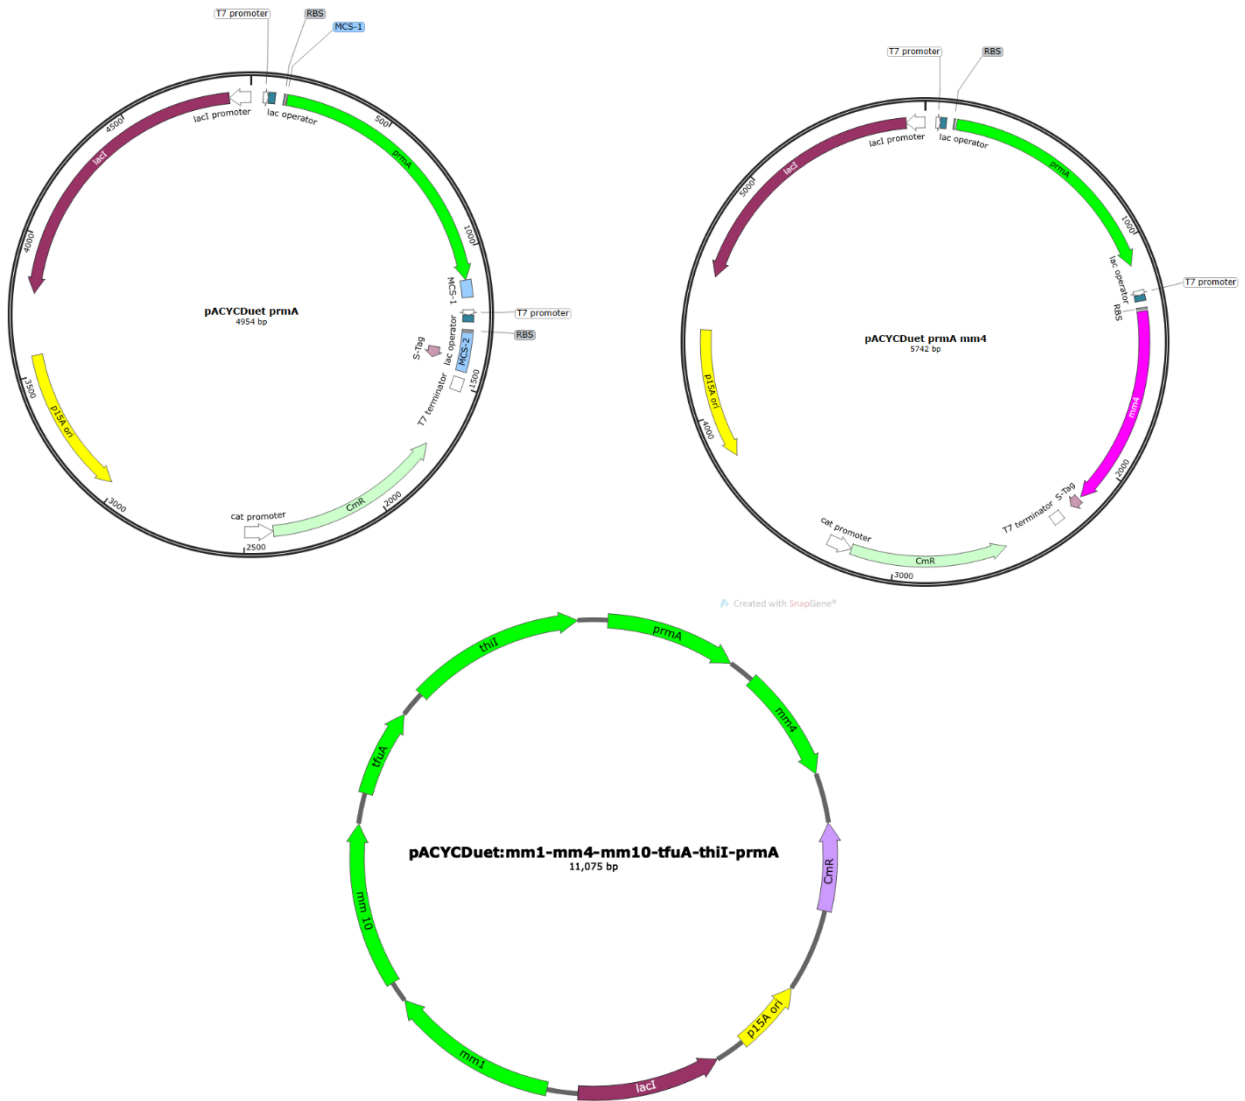 T7 promoter
RBS
MCS-1
lacI promoter
lac operator
4500
500
lacI
prmA
4000
1000
MCS-1
pACYCDuet prmA
4954 bp
T7 promoter
lac operator
RBS
S-Tag
MCS-2
1500
T7 terminator
3500
p15A ori
3000
cat promoter
CmR
2000
2500
T7 promoter
RBS
lacI promoter
lac operator
5000
lacI
prmA
1000
lac operator
T7 promoter
RBS
pACYCDuet prmA mm4
5742 bp
p15A ori
mm4
4000
2000
S-Tag
T7 terminator
cat promoter
CmR
3000
Created with SnapGene®
thiI
prmA
tfuA
mm4
pACYCDuet:mm1-mm4-mm10-tfuA-thiI-prmA
11,075 bp
CmR
mm 10
p15A ori
mm1
lacI